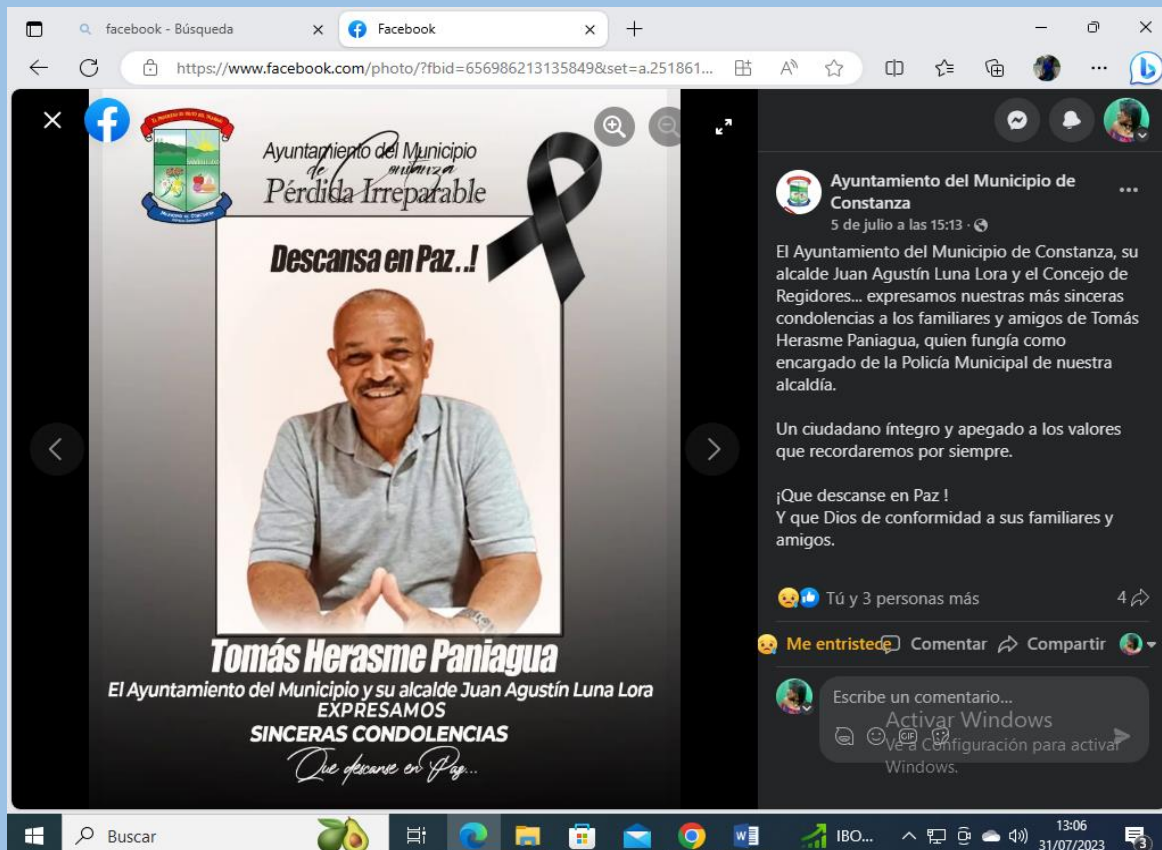 facebook - Búsqueda
Facebook
https://www.facebook.com/photo/?fbid=656986213135849&set=a.251861...
Ayuntamiento del Municipio
de Constanza
Pérdida Irreparable
Descansa en Paz..!
Tomás Herasme Paniagua
El Ayuntamiento del Municipio y su alcalde Juan Agustín Luna Lora
EXPRESAMOS
SINCERAS CONDOLENCIAS
Que descanse en Paz...
Ayuntamiento del Municipio de
Constanza
5 de julio a las 15:13 ·
El Ayuntamiento del Municipio de Constanza, su
alcalde Juan Agustín Luna Lora y el Concejo de
Regidores... expresamos nuestras más sinceras
condolencias a los familiares y amigos de Tomás
Herasme Paniagua, quien fungía como
encargado de la Policía Municipal de nuestra
alcaldía.
Un ciudadano íntegro y apegado a los valores
que recordaremos por siempre.
¡Que descanse en Paz !
Y que Dios de conformidad a sus familiares y
amigos.
Tú y 3 personas más
4
Me entristece Comentar Compartir
Escribe un comentario...
GIF
Activar Windows
Ve a Configuración para activar
Windows.
Buscar
IBO...
13:06
31/07/2023
3